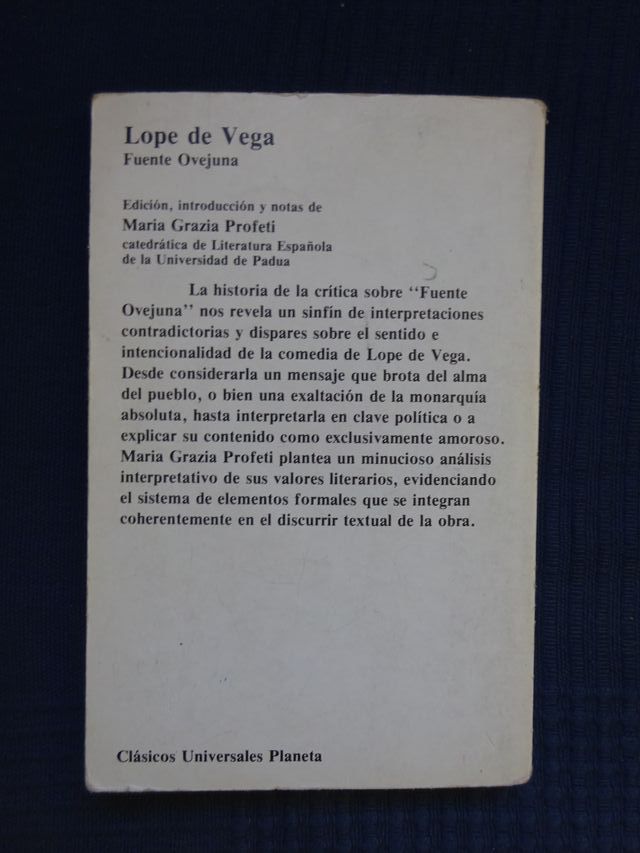 Lope de Vega
Fuente Ovejuna
Edición, introducción y notas de
Maria Grazia Profeti
catedrática de Literatura Española
de la Universidad de Padua
La historia de la crítica sobre "Fuente
Ovejuna" nos revela un sinfín de interpretaciones
contradictorias y dispares sobre el sentido e
intencionalidad de la comedia de Lope de Vega.
Desde considerarla un mensaje que brota del alma
del pueblo, o bien una exaltación de la monarquía
absoluta, hasta interpretarla en clave política o a
explicar su contenido como exclusivamente amoroso.
Maria Grazia Profeti plantea un minucioso análisis
interpretativo de sus valores literarios, evidenciando
el sistema de elementos formales que se integran
coherentemente en el discurrir textual de la obra.
Clásicos Universales Planeta